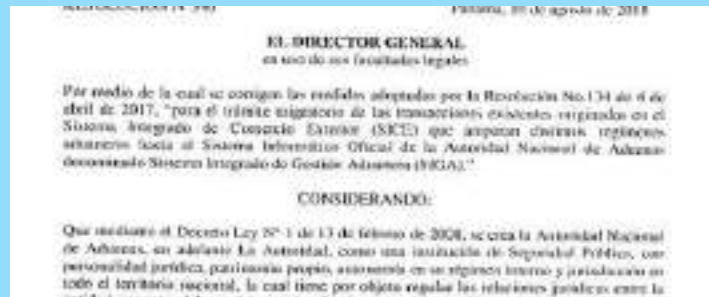 Panamá, de agosto de 2018
EL DIRECTOR GENERAL
en uso de sus facultades legales
Por medio de la cual se corrigen las medidas adoptadas por la Resolución No.134 de 6 de
abril de 2017, "para el trámite migratorio de las transacciones existentes originadas en el
Sistema Integrado de Comercio Exterior (SICE) que amparan distintos regímenes
aduaneros hacia el Sistema Informático Oficial de la Autoridad Nacional de Aduanas
denominado Sistema Integrado de Gestión Aduanera (SIGA)."
CONSIDERANDO:
Que mediante el Decreto Ley N° 1 de 13 de febrero de 2008, se crea la Autoridad Nacional
de Aduanas, en adelante La Autoridad, como una institución de Seguridad Pública, con
personalidad jurídica, patrimonio propio, autonomía en su régimen interno y jurisdicción en
todo el territorio nacional, la cual tiene por objeto regular las relaciones jurídicas entre la